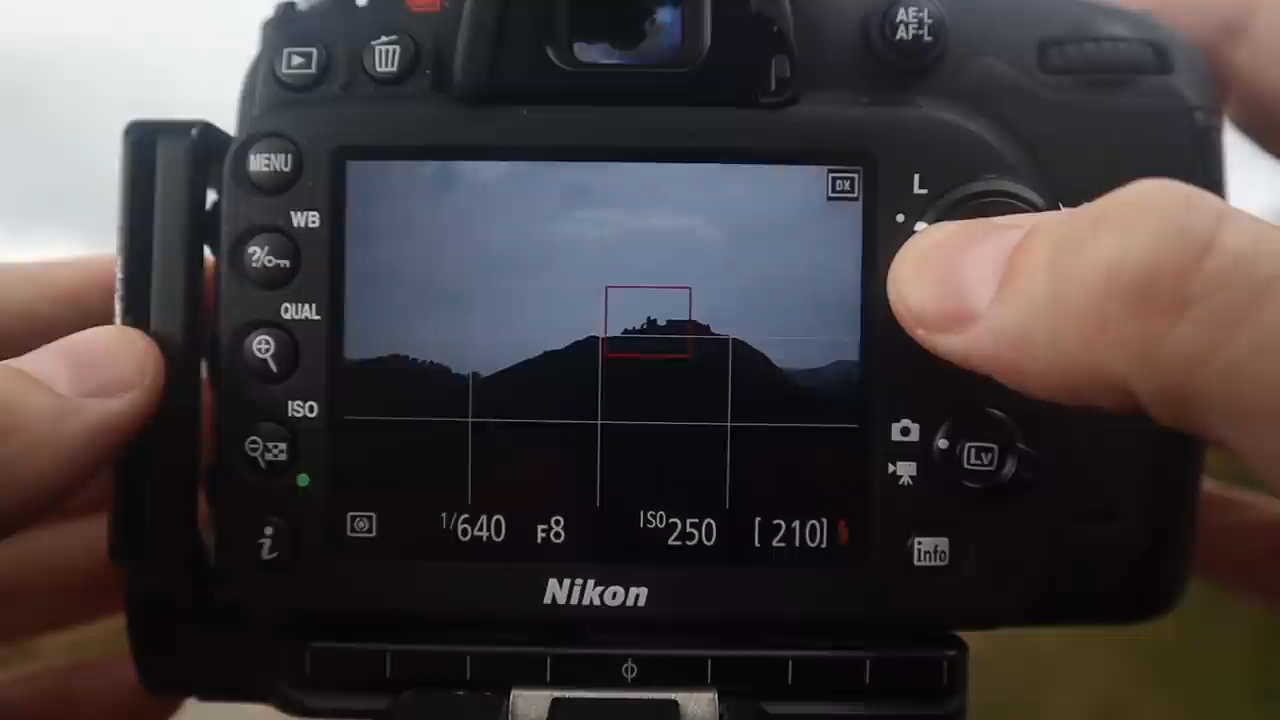 AE-L
AF-L
MENU
DX
L
WB
?
QUAL
ISO
Lv
i
1/640 F8 ISO 250 [ 210]
info
Nikon